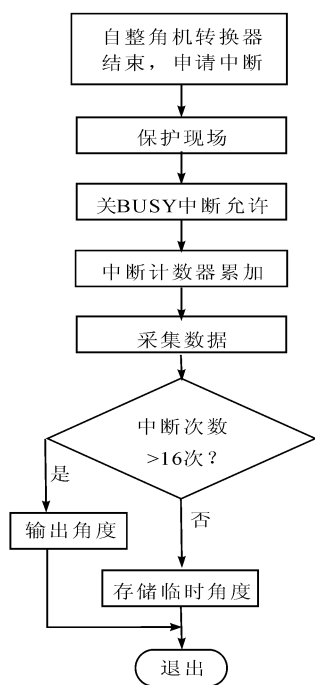 自整角机转换器
结束，申请中断
保护现场
关BUSY中断允许
中断计数器累加
采集数据
中断次数
>16次?
是
否
输出角度
存储临时角度
退出